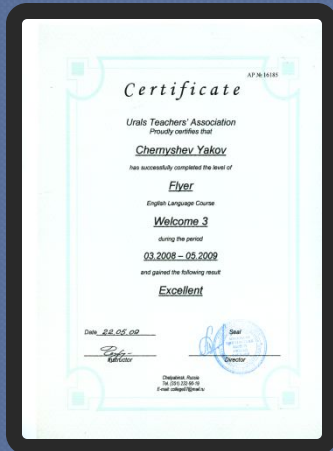 АР № 16185
Certificate
Urals Teachers' Association
Proudly certifies that
Chernyshev Yakov
has successfully completed the level of
Flyer
English Language Course
Welcome 3
during the period
03.2008 – 05.2009
and gained the following result
Excellent
Date 22.05.09 Seal
Instructor Director
Chelyabinsk, Russia